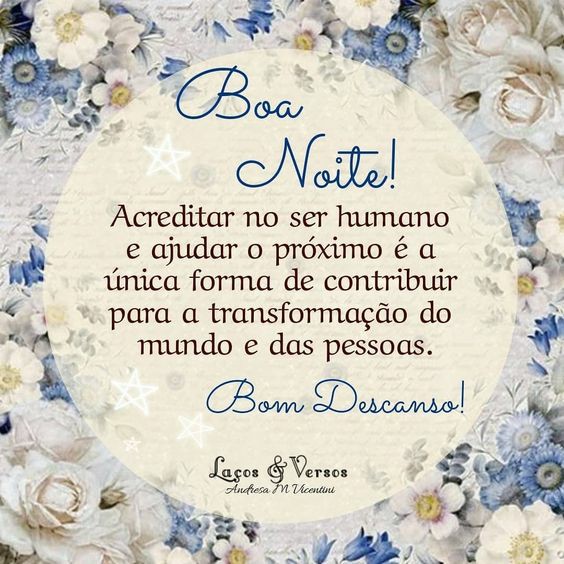 Boa
Noite!
Acreditar no ser humano
e ajudar o próximo é a
única forma de contribuir
para a transformação do
mundo e das pessoas.
Bom Descanso!
Laços & Versos
Andresa M Vicentini